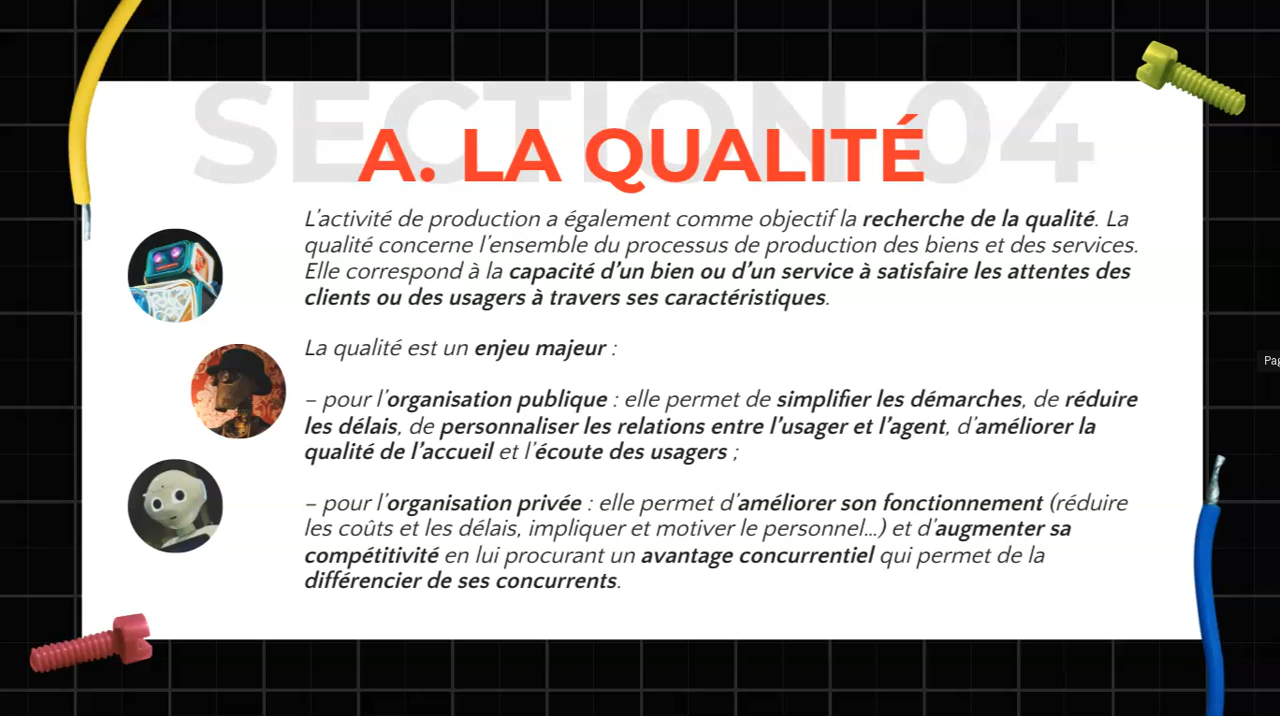 SECTION 04
A. LA QUALITÉ
L’activité de production a également comme objectif la recherche de la qualité. La
qualité concerne l’ensemble du processus de production des biens et des services.
Elle correspond à la capacité d’un bien ou d’un service à satisfaire les attentes des
clients ou des usagers à travers ses caractéristiques.
La qualité est un enjeu majeur :
– pour l’organisation publique : elle permet de simplifier les démarches, de réduire
les délais, de personnaliser les relations entre l’usager et l’agent, d’améliorer la
qualité de l’accueil et l’écoute des usagers ;
– pour l’organisation privée : elle permet d’améliorer son fonctionnement (réduire
les coûts et les délais, impliquer et motiver le personnel...) et d’augmenter sa
compétitivité en lui procurant un avantage concurrentiel qui permet de la
différencier de ses concurrents.
Pag